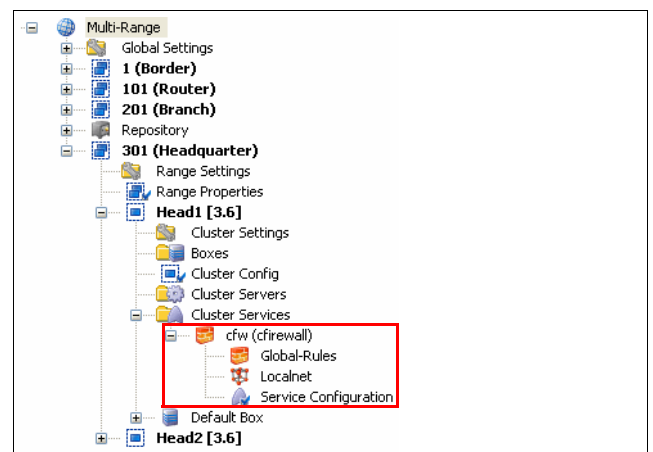 Multi-Range
Global Settings
1 (Border)
101 (Router)
201 (Branch)
Repository
301 (Headquarter)
Range Settings
Range Properties
Head1 [3.6]
Cluster Settings
Boxes
Cluster Config
Cluster Servers
Cluster Services
cfw (cfirewall)
Global-Rules
Localnet
Service Configuration
Default Box
Head2 [3.6]